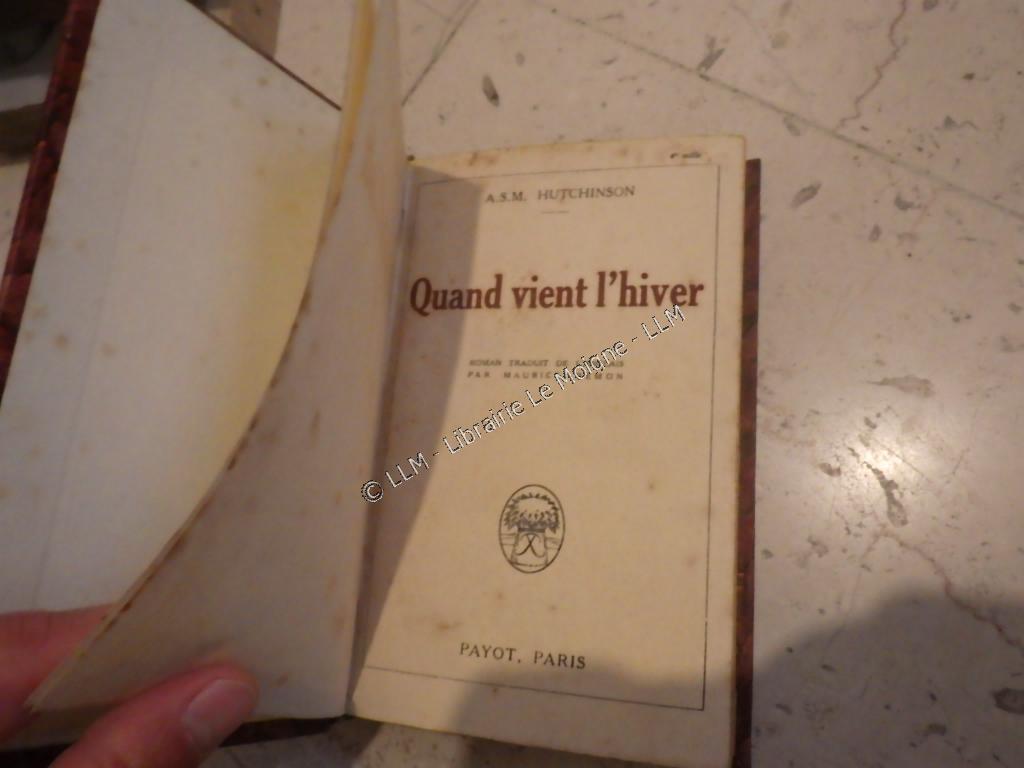 A.S.M. HUTCHINSON
Quand vient l'hiver
ROMAN TRADUIT DE
PAR
PAYOT, PARIS
© LLM - Librairie Le Moigne - LLM